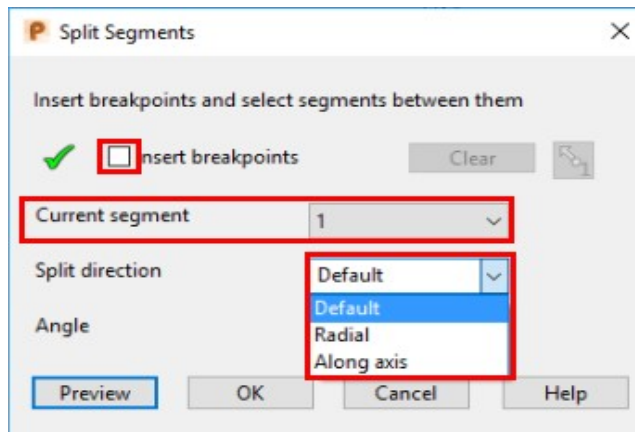 P Split Segments
Insert breakpoints and select segments between them
nsert breakpoints Clear
1
Current segment 1
Split direction Default
Default
Radial
Angle
Along axis
Preview OK Cancel Help